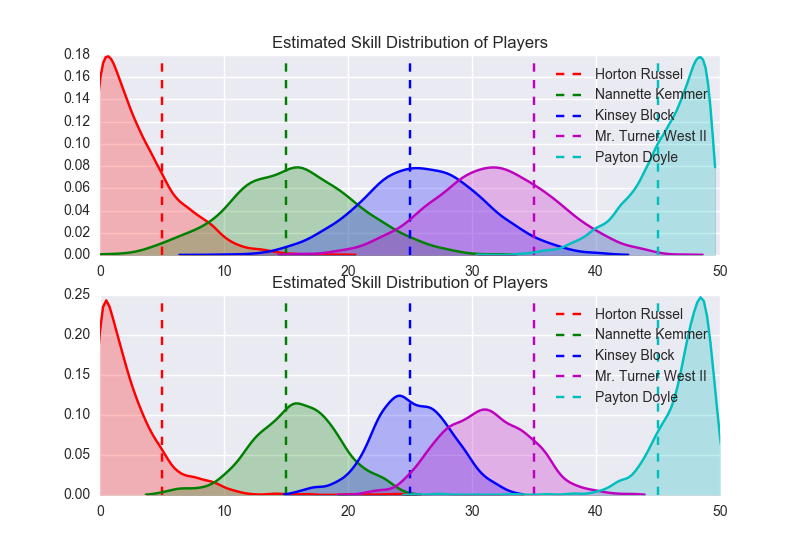 Estimated Skill Distribution of Players
0.18
0.16
0.14
0.12
0.10
0.08
0.06
0.04
0.02
0.00
Horton Russel
Nannette Kemmer
Kinsey Block
Mr. Turner West II
Payton Doyle
0 10 20 30 40 50
Estimated Skill Distribution of Players
0.25
0.20
0.15
0.10
0.05
0.00
Horton Russel
Nannette Kemmer
Kinsey Block
Mr. Turner West II
Payton Doyle
0 10 20 30 40 50